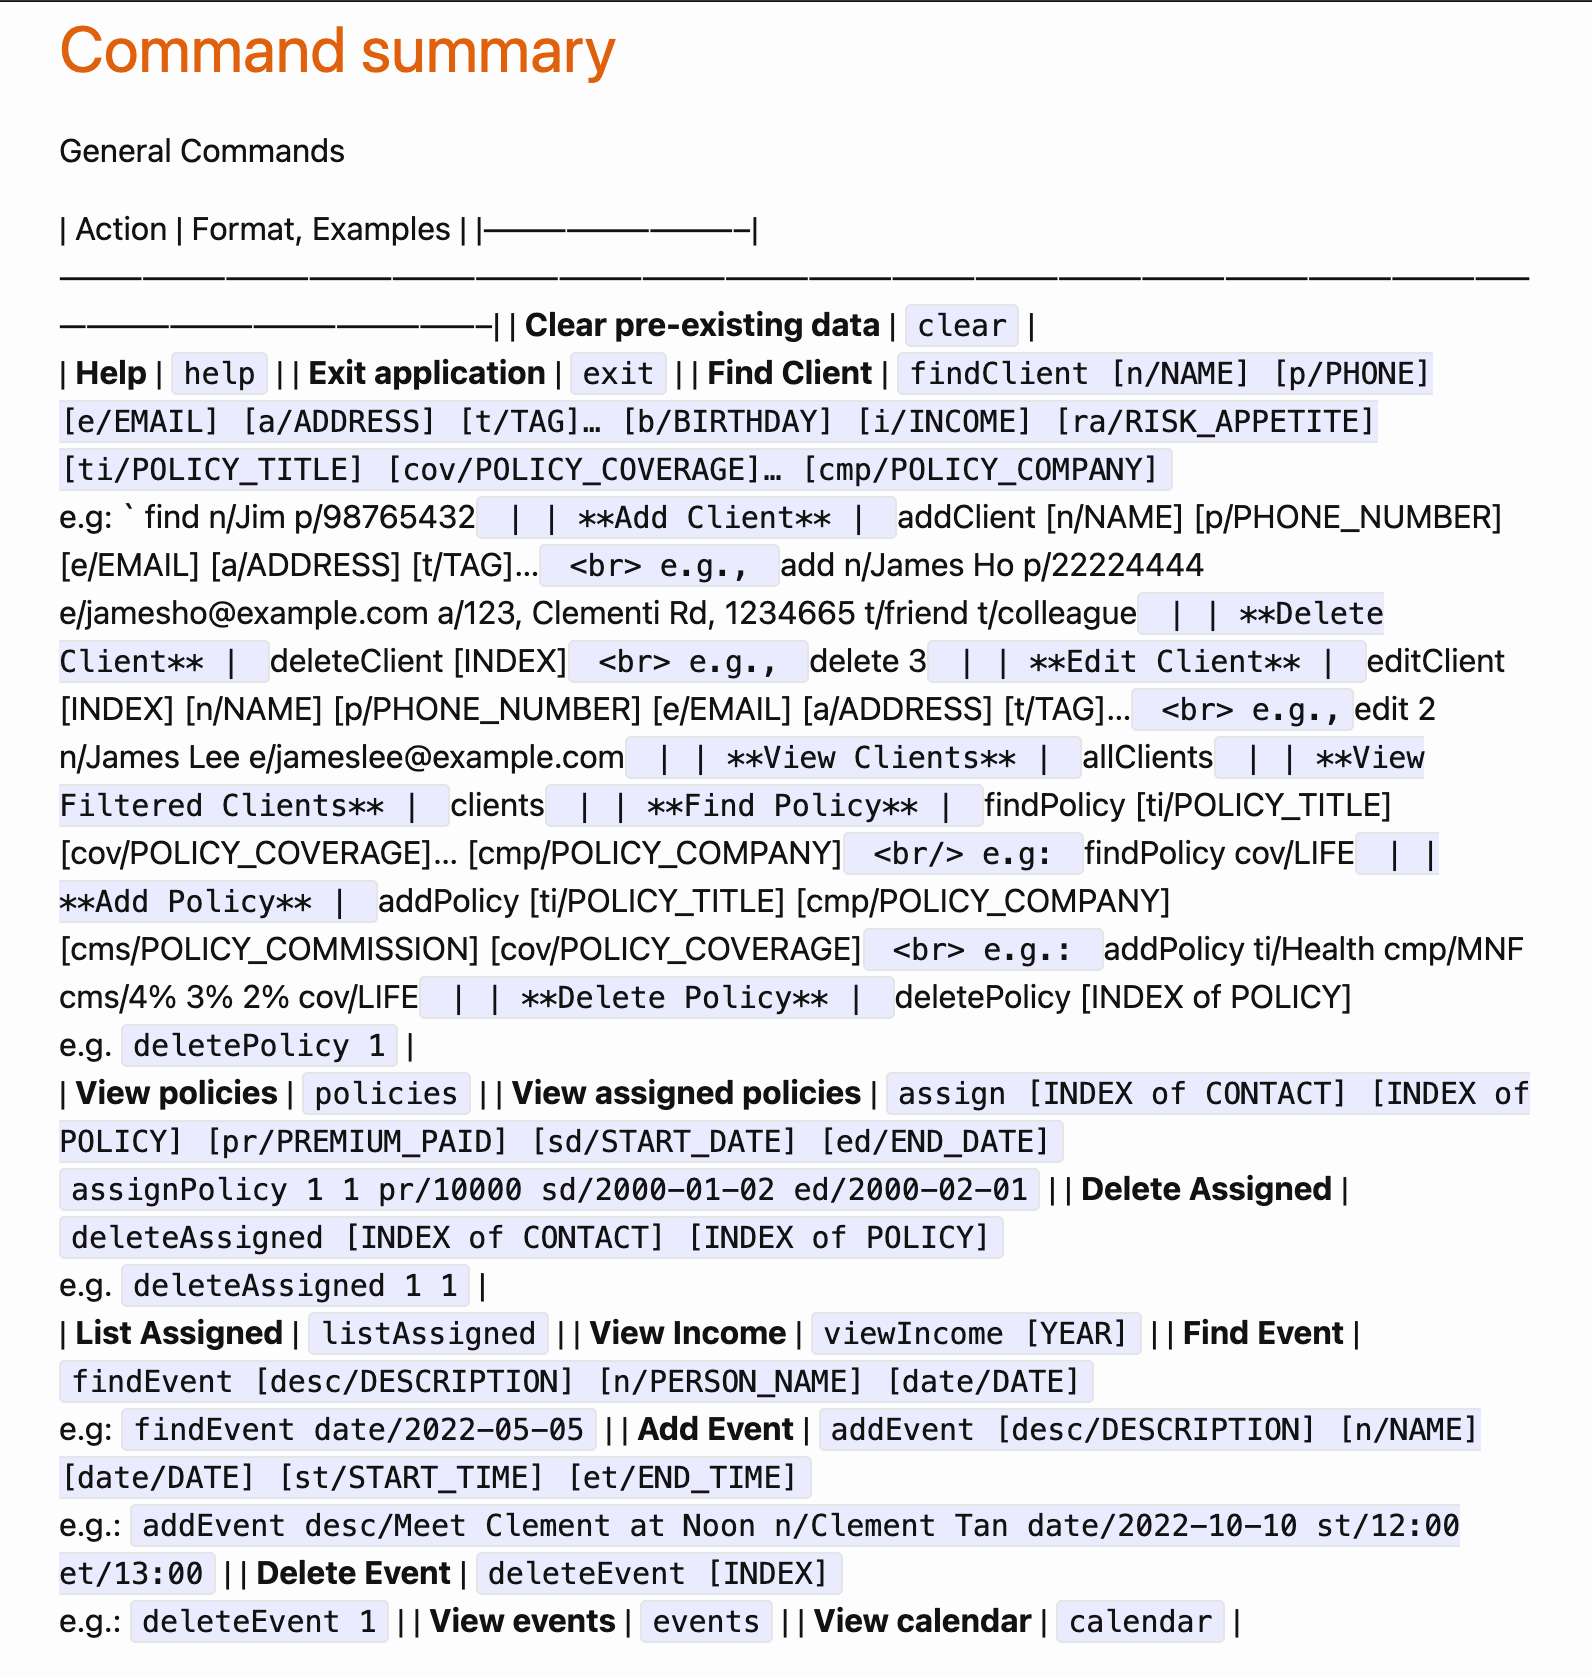 Command summary
General Commands
| Action | Format, Examples | |———————————–|
——————————————————————————————————————————————————
————————————————–| | Clear pre-existing data | clear |
| Help | help | | Exit application | exit | | Find Client | findClient [n/NAME] [p/PHONE]
[e/EMAIL] [a/ADDRESS] [t/TAG]… [b/BIRTHDAY] [i/INCOME] [ra/RISK_APPETITE]
[ti/POLICY_TITLE] [cov/POLICY_COVERAGE]… [cmp/POLICY_COMPANY]
e.g: ` find n/Jim p/98765432 | | **Add Client** | addClient [n/NAME] [p/PHONE_NUMBER]
[e/EMAIL] [a/ADDRESS] [t/TAG]… <br> e.g., add n/James Ho p/22224444
e/jamesho@example.com a/123, Clementi Rd, 1234665 t/friend t/colleague | | **Delete
Client** | deleteClient [INDEX] <br> e.g., delete 3 | | **Edit Client** | editClient
[INDEX] [n/NAME] [p/PHONE_NUMBER] [e/EMAIL] [a/ADDRESS] [t/TAG]… <br> e.g., edit 2
n/James Lee e/jameslee@example.com | | **View Clients** | allClients | | **View
Filtered Clients** | clients | | **Find Policy** | findPolicy [ti/POLICY_TITLE]
[cov/POLICY_COVERAGE]… [cmp/POLICY_COMPANY] <br/> e.g: findPolicy cov/LIFE | |
**Add Policy** | addPolicy [ti/POLICY_TITLE] [cmp/POLICY_COMPANY]
[cms/POLICY_COMMISSION] [cov/POLICY_COVERAGE] <br> e.g.: addPolicy ti/Health cmp/MNF
cms/4% 3% 2% cov/LIFE | | **Delete Policy** | deletePolicy [INDEX of POLICY]
e.g. deletePolicy 1 |
| View policies | policies | | View assigned policies | assign [INDEX of CONTACT] [INDEX of
POLICY] [pr/PREMIUM_PAID] [sd/START_DATE] [ed/END_DATE]
assignPolicy 1 1 pr/10000 sd/2000-01-02 ed/2000-02-01 | | Delete Assigned |
deleteAssigned [INDEX of CONTACT] [INDEX of POLICY]
e.g. deleteAssigned 1 1 |
| List Assigned | listAssigned | | View Income | viewIncome [YEAR] | | Find Event |
findEvent [desc/DESCRIPTION] [n/PERSON_NAME] [date/DATE]
e.g: findEvent date/2022-05-05 | | Add Event | addEvent [desc/DESCRIPTION] [n/NAME]
[date/DATE] [st/START_TIME] [et/END_TIME]
e.g.: addEvent desc/Meet Clement at Noon n/Clement Tan date/2022-10-10 st/12:00
et/13:00 | | Delete Event | deleteEvent [INDEX]
e.g.: deleteEvent 1 | | View events | events | | View calendar | calendar |